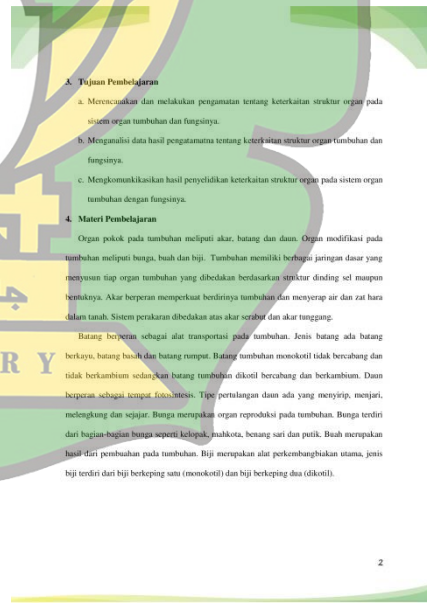 3. Tujuan Pembelajaran
a. Merencanakan dan melakukan pengamatan tentang keterkaitan struktur organ pada
sistem organ tumbuhan dan fungsinya.
b. Menganalisi data hasil pengatamatna tentang keterkaitan struktur organ tumbuhan dan
fungsinya.
c. Mengkomunkikasikan hasil penyelidikan keterkaitan struktur organ pada sistem organ
tumbuhan dengan fungsinya.
4. Materi Pembelajaran
Organ pokok pada tumbuhan meliputi akar, batang dan daun. Organ modifikasi pada
tumbuhan meliputi bunga, buah dan biji. Tumbuhan memiliki berbagai jaringan dasar yang
menyusun tiap organ tumbuhan yang dibedakan berdasarkan struktur dinding sel maupun
bentuknya. Akar berperan memperkuat berdirinya tumbuhan dan menyerap air dan zat hara
dalam tanah. Sistem perakaran dibedakan atas akar serabut dan akar tunggang.
Batang berperan sebagai alat transportasi pada tumbuhan. Jenis batang ada batang
berkayu, batang basah dan batang rumput. Batang tumbuhan monokotil tidak bercabang dan
tidak berkambium sedangkan batang tumbuhan dikotil bercabang dan berkambium. Daun
berperan sebagai tempat fotosintesis. Tipe pertulangan daun ada yang menyirip, menjari,
melengkung dan sejajar. Bunga merupakan organ reproduksi pada tumbuhan. Bunga terdiri
dari bagian-bagian bunga seperti kelopak, mahkota, benang sari dan putik. Buah merupakan
hasil dari pembuahan pada tumbuhan. Biji merupakan alat perkembangbiakan utama, jenis
biji terdiri dari biji berkeping satu (monokotil) dan biji berkeping dua (dikotil).
R Y
2